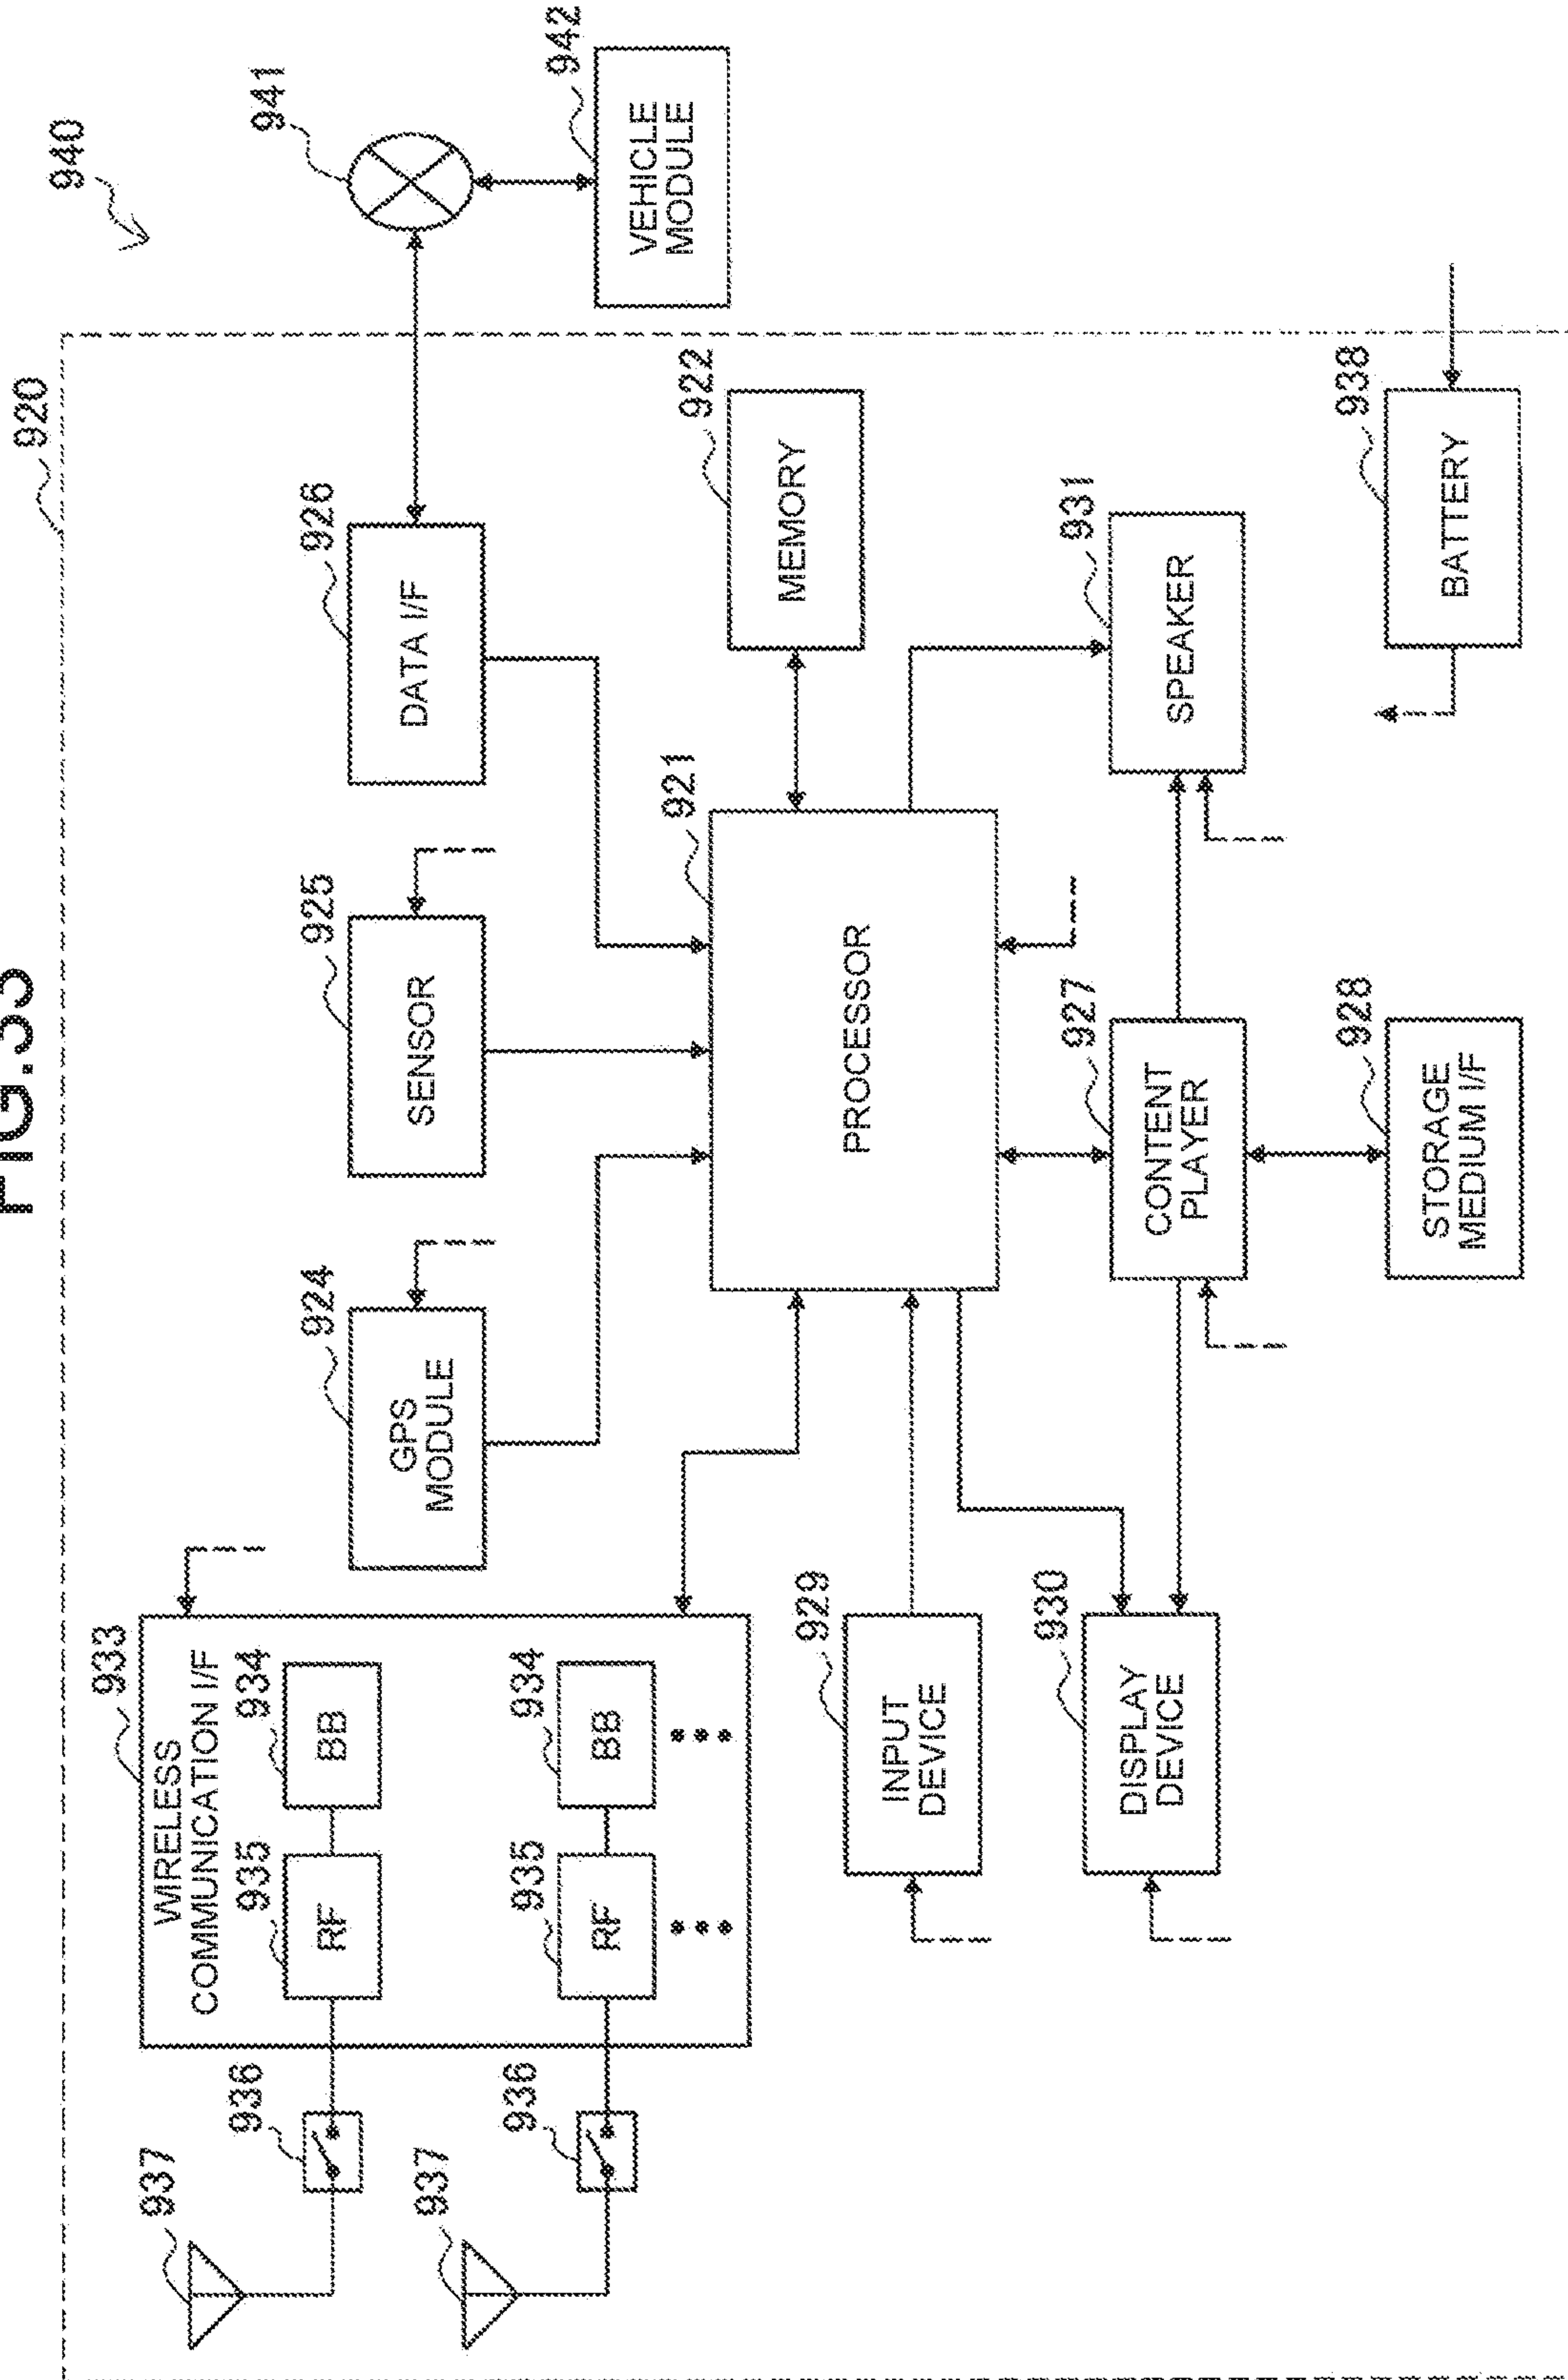 FIG.
920
940
933
937
WIRELESS
COMMUNICATION I/F
936
935
934
941
924
925
926
RF
BB
GPS
MODULE
SENSOR
DATA I/F
937
936
935
934
942
RF
BB
VEHICLE
MODULE
921
922
MEMORY
929
PROCESSOR
INPUT
DEVICE
930
927
931
DISPLAY
DEVICE
CONTENT
PLAYER
SPEAKER
928
938
STORAGE
MEDIUM I/F
BATTERY